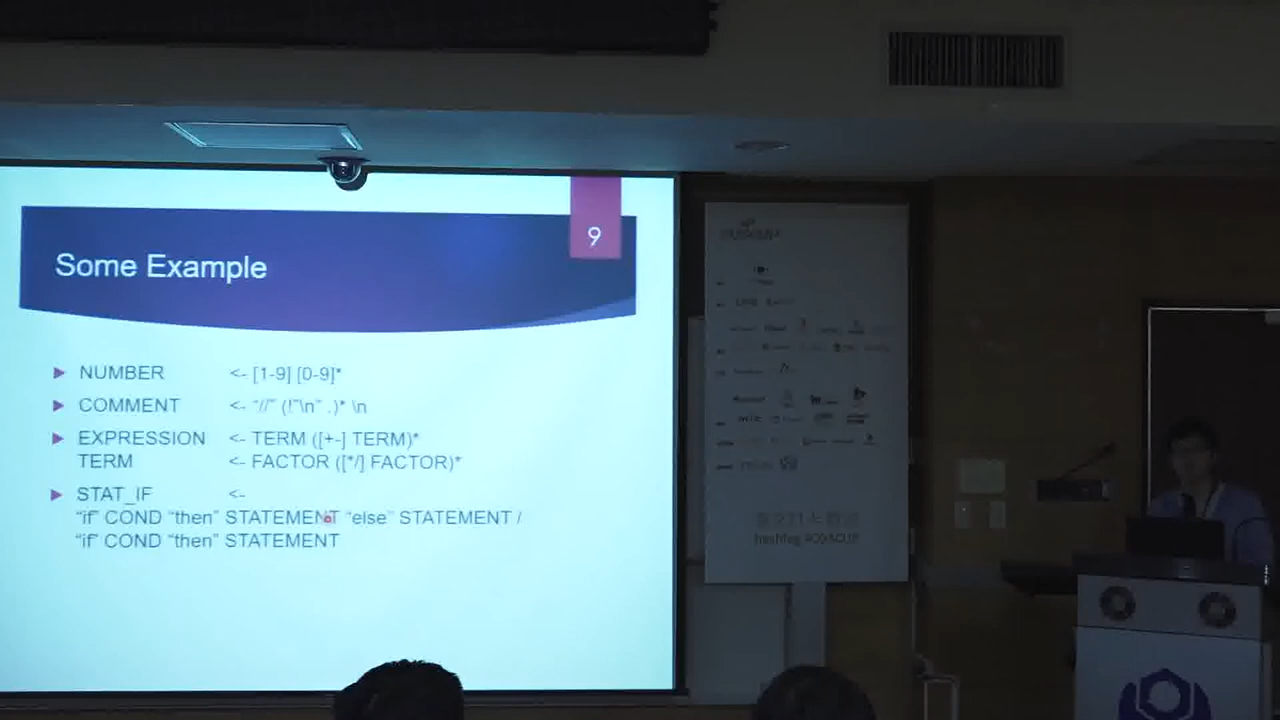 9
Some Example
NUMBER <- [1-9] [0-9]*
COMMENT <- “//” (!”\n” .)* \n
EXPRESSION <- TERM ([+-] TERM)*
TERM <- FACTOR ([*/] FACTOR)*
STAT_IF <-
“if” COND “then” STATEMENT “else” STATEMENT /
“if” COND “then” STATEMENT
hashtag #COSCUP